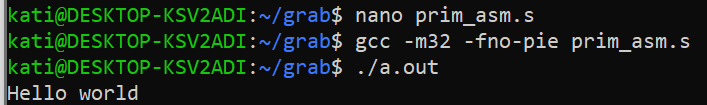 kati@DESKTOP-KSV2ADI:~/grab$ nano prim_asm.s
kati@DESKTOP-KSV2ADI:~/grab$ gcc -m32 -fno-pie prim_asm.s
kati@DESKTOP-KSV2ADI:~/grab$ ./a.out
Hello world